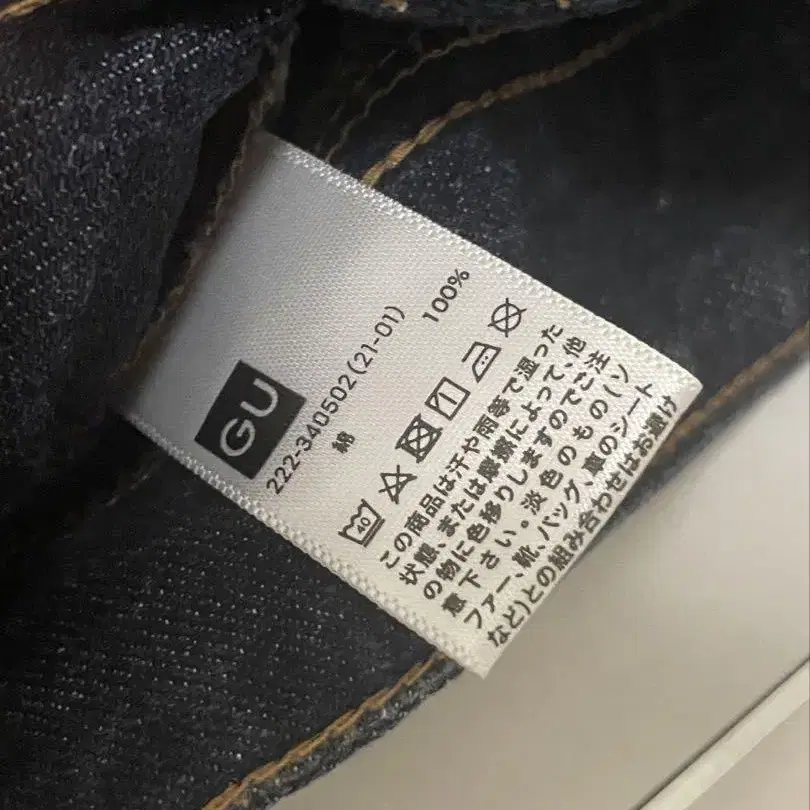 GU
222-340502(21-01)
綿 100%
40
この商品は汗や雨等で湿った
状態、または摩擦によって、他
の物に色移りしますのでご注
意下さい。淡色のもの(ソ
ファー、靴、バッグ、車のシート
など)との組み合わせはお避け